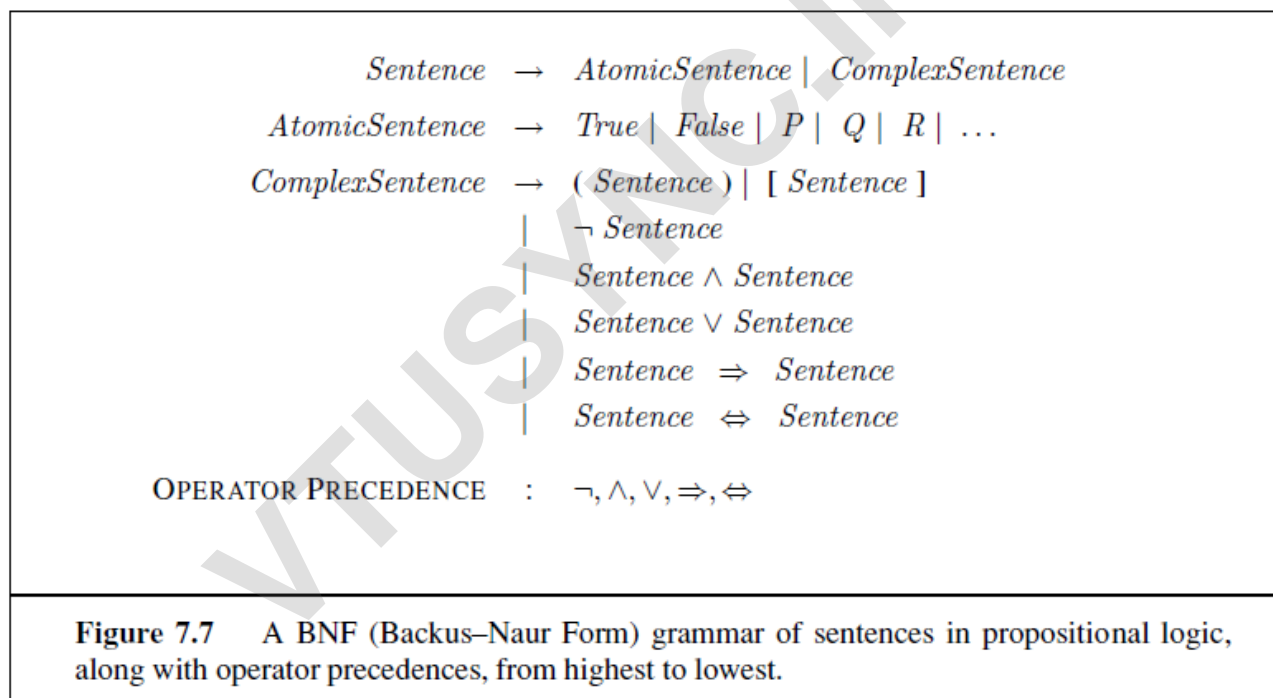 Sentence → AtomicSentence | ComplexSentence
AtomicSentence → True | False | P | Q | R | ...
ComplexSentence → ( Sentence ) | [ Sentence ]
| ¬ Sentence
| Sentence ∧ Sentence
| Sentence ∨ Sentence
| Sentence ⇒ Sentence
| Sentence ⇔ Sentence
OPERATOR PRECEDENCE : ¬, ∧, ∨, ⇒, ⇔
Figure 7.7 A BNF (Backus–Naur Form) grammar of sentences in propositional logic,
along with operator precedences, from highest to lowest.
VTUSYNC.I